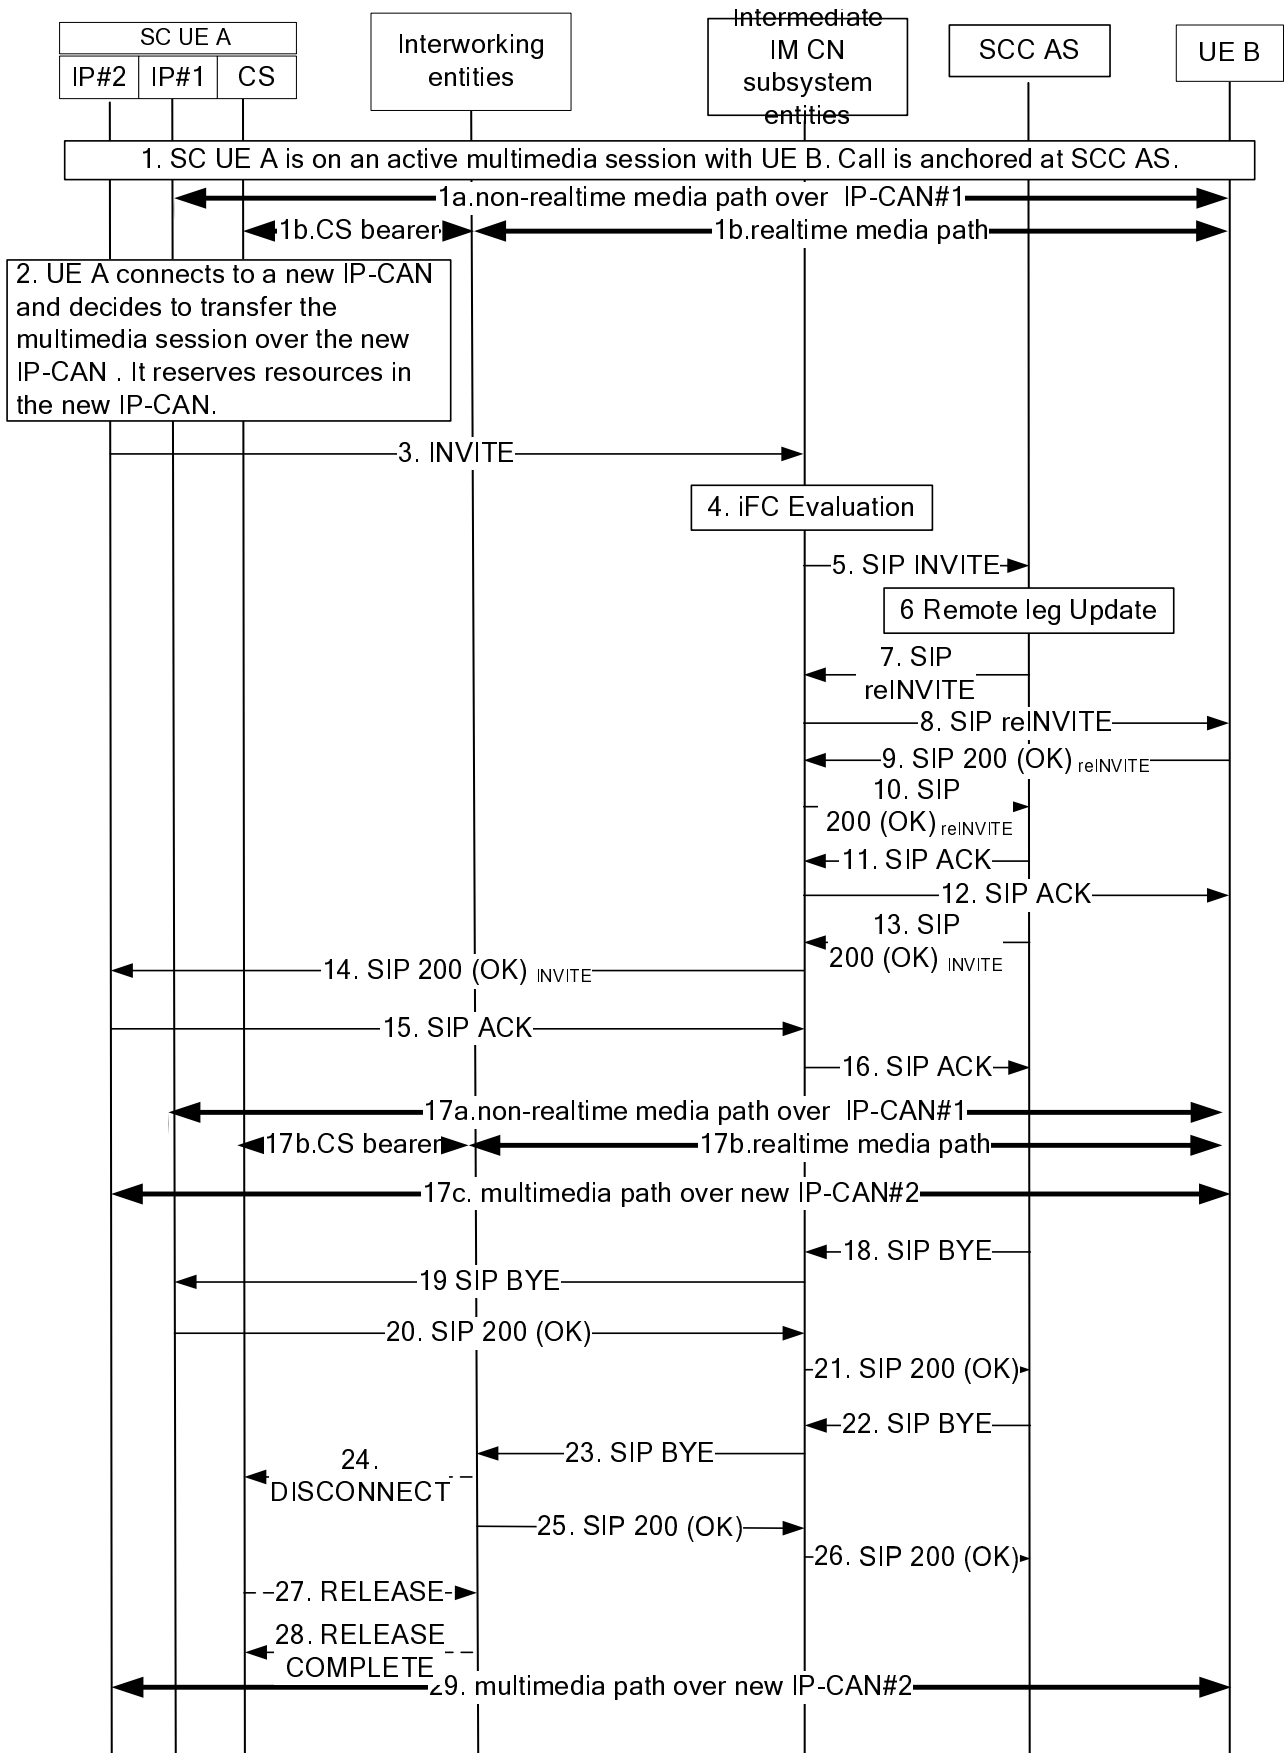 SC UE A
IP#2 IP#1 CS
Interworking
entities
Intermediate
IM CN
subsystem
entities
SCC AS
UE B
1. SC UE A is on an active multimedia session with UE B. Call is anchored at SCC AS.
1a.non-realtime media path over IP-CAN#1
1b.CS bearer
1b.realtime media path
2. UE A connects to a new IP-CAN
and decides to transfer the
multimedia session over the new
IP-CAN . It reserves resources in
the new IP-CAN.
3. INVITE
4. iFC Evaluation
5. SIP INVITE
6 Remote leg Update
7. SIP
reINVITE
8. SIP reINVITE
9. SIP 200 (OK) reINVITE
10. SIP
200 (OK) reINVITE
11. SIP ACK
12. SIP ACK
13. SIP
200 (OK) INVITE
14. SIP 200 (OK) INVITE
15. SIP ACK
16. SIP ACK
17a.non-realtime media path over IP-CAN#1
17b.CS bearer
17b.realtime media path
17c. multimedia path over new IP-CAN#2
18. SIP BYE
19 SIP BYE
20. SIP 200 (OK)
21. SIP 200 (OK)
22. SIP BYE
23. SIP BYE
24.
DISCONNECT
25. SIP 200 (OK)
26. SIP 200 (OK)
27. RELEASE
28. RELEASE
COMPLETE
29. multimedia path over new IP-CAN#2